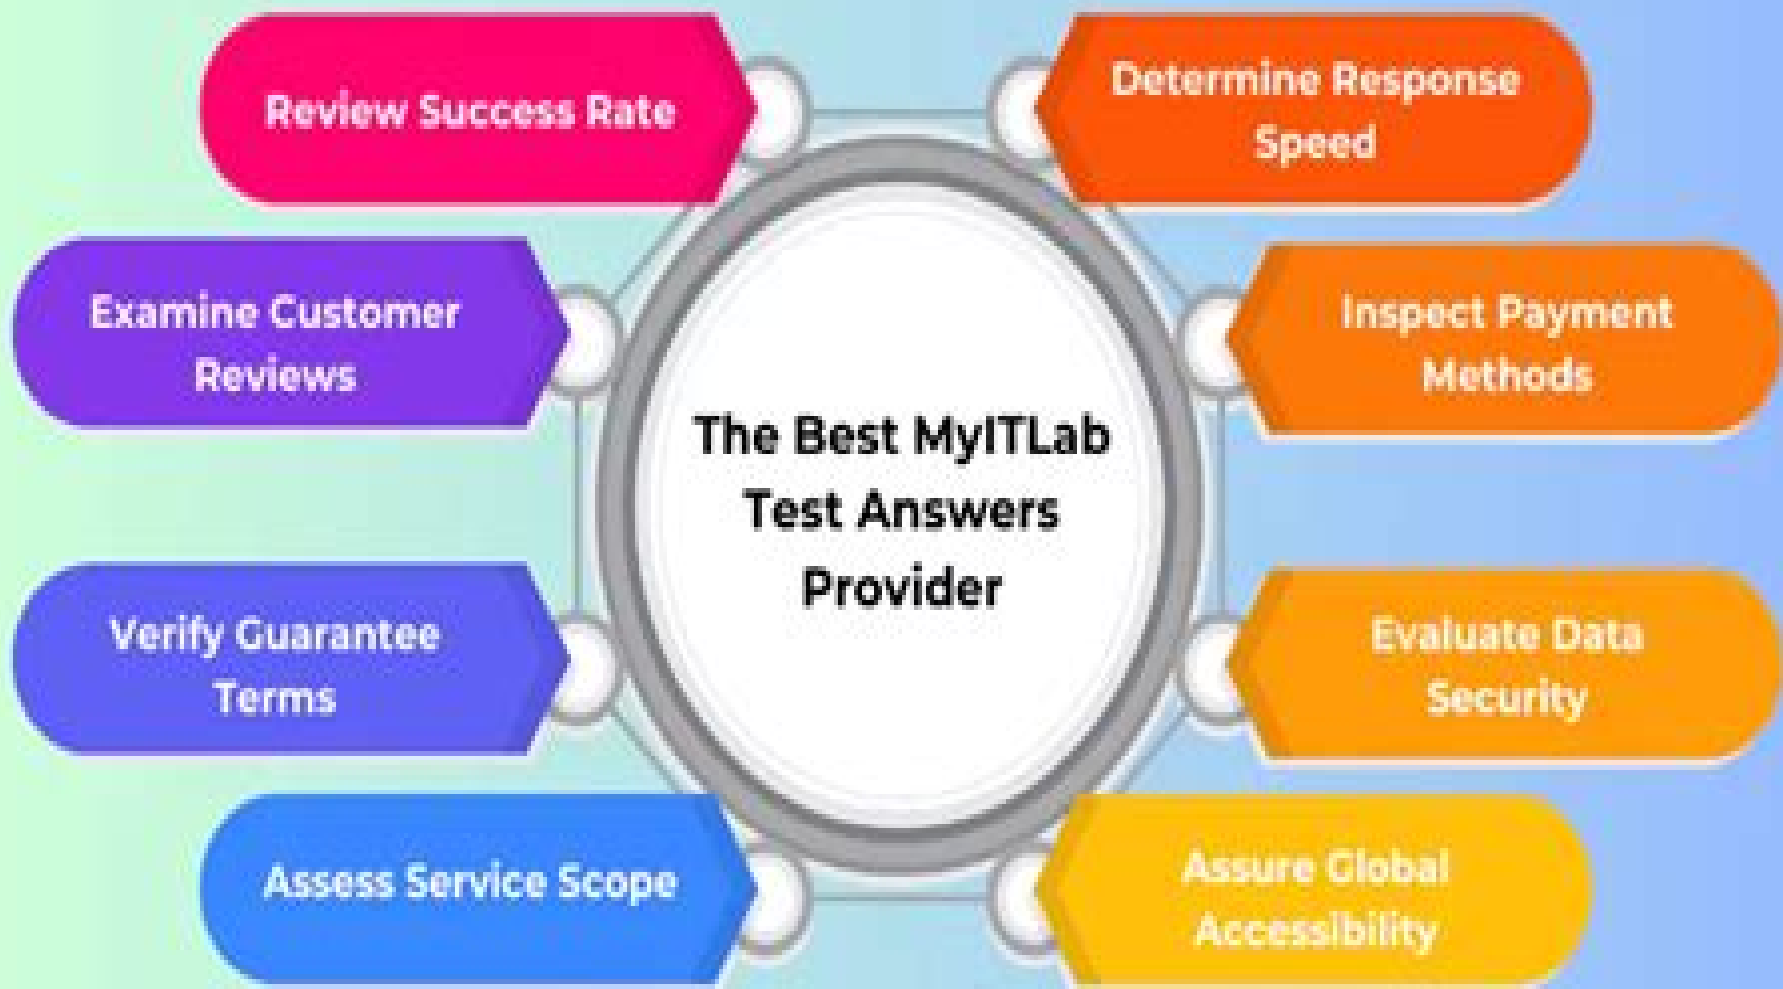 Review Success Rate
Determine Response
Speed
Examine Customer
Reviews
Inspect Payment
Methods
The Best MyITLab
Test Answers
Provider
Verify Guarantee
Terms
Evaluate Data
Security
Assess Service Scope
Assure Global
Accessibility